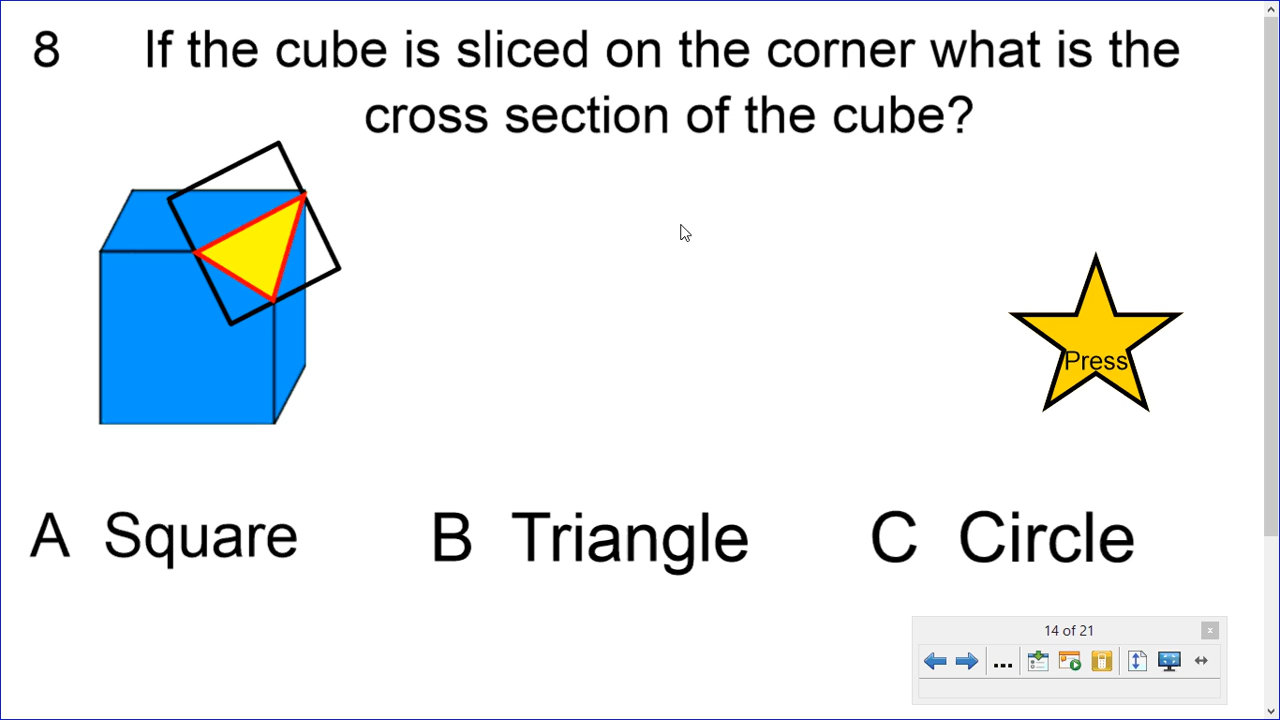 8 If the cube is sliced on the corner what is the
cross section of the cube?
Press
A Square B Triangle C Circle
14 of 21
x
...